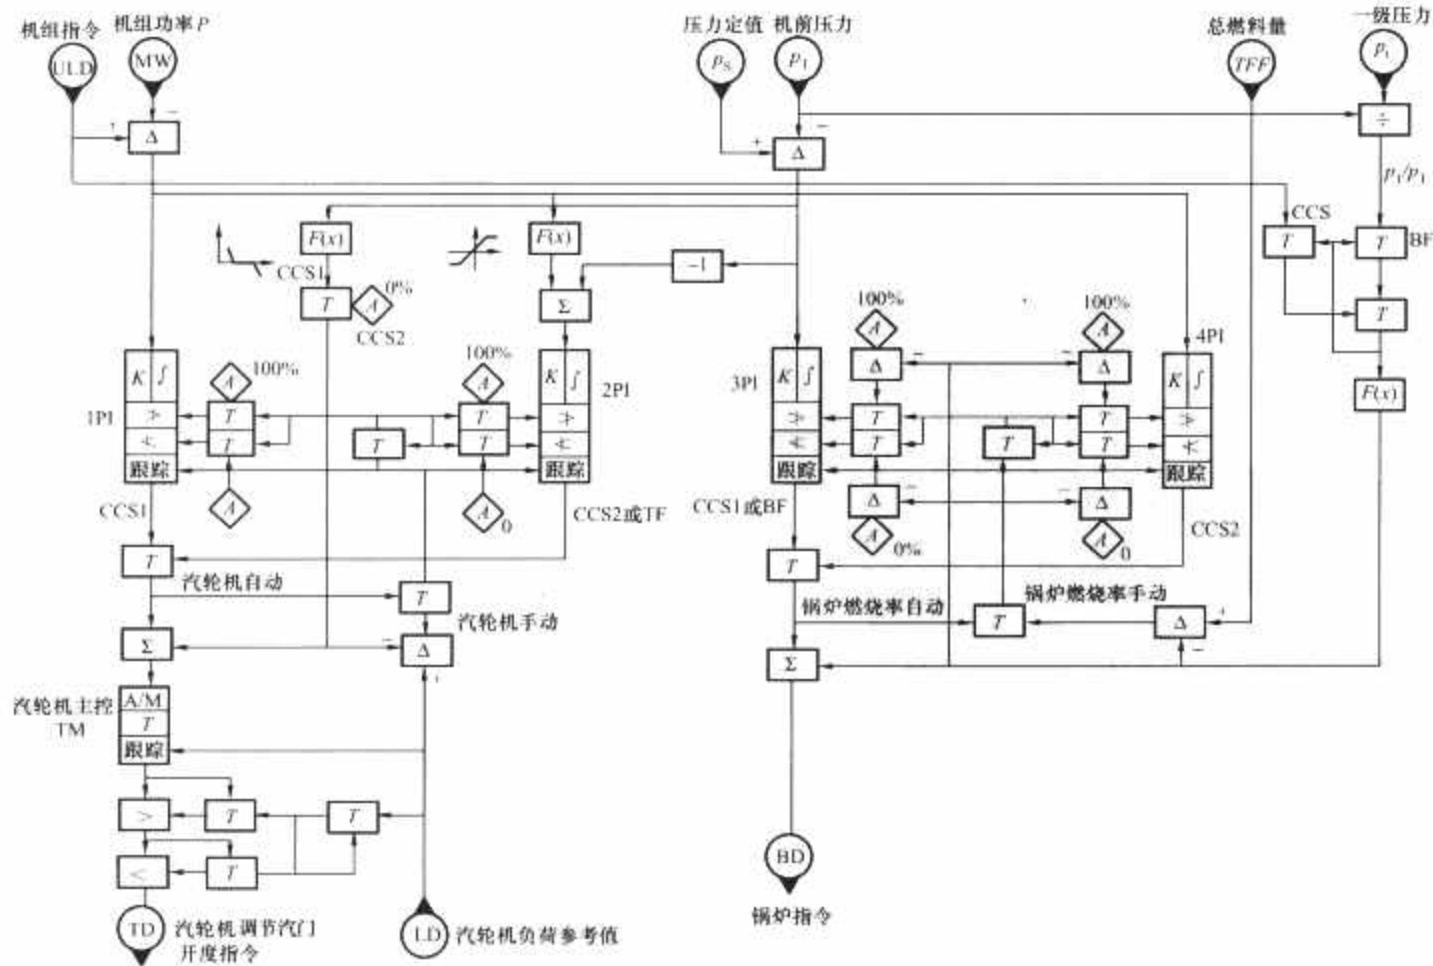 机组指令
机组功率P
压力定值 机前压力
总燃料量
一级压力
ULD
MW
pS
pT
TFF
p1
+
−
Δ
+
−
Δ
÷
p1/pT
CCS
T
T
BF
T
F(x)
F(x)
CCS1
T
A
0%
CCS2
F(x)
Σ
−1
1PI
K ∫
≯
≮
跟踪
A
100%
T
T
A
T
100%
A
T
T
A
0
2PI
K ∫
≯
≮
跟踪
3PI
K ∫
≯
≮
跟踪
100%
A
Δ
−
T
T
Δ
−
A
0%
T
100%
A
Δ
−
T
T
Δ
−
A
0
4PI
K ∫
≯
≮
跟踪
CCS1
CCS2或TF
CCS1或BF
CCS2
T
汽轮机自动
T
汽轮机手动
Σ
−
Δ
+
T
锅炉燃烧率自动
T
锅炉燃烧率手动
Δ
+
−
Σ
汽轮机主控
TM
A/M
T
跟踪
>
T
T
<
T
TD
汽轮机调节汽门
开度指令
LD
汽轮机负荷参考值
BD
锅炉指令